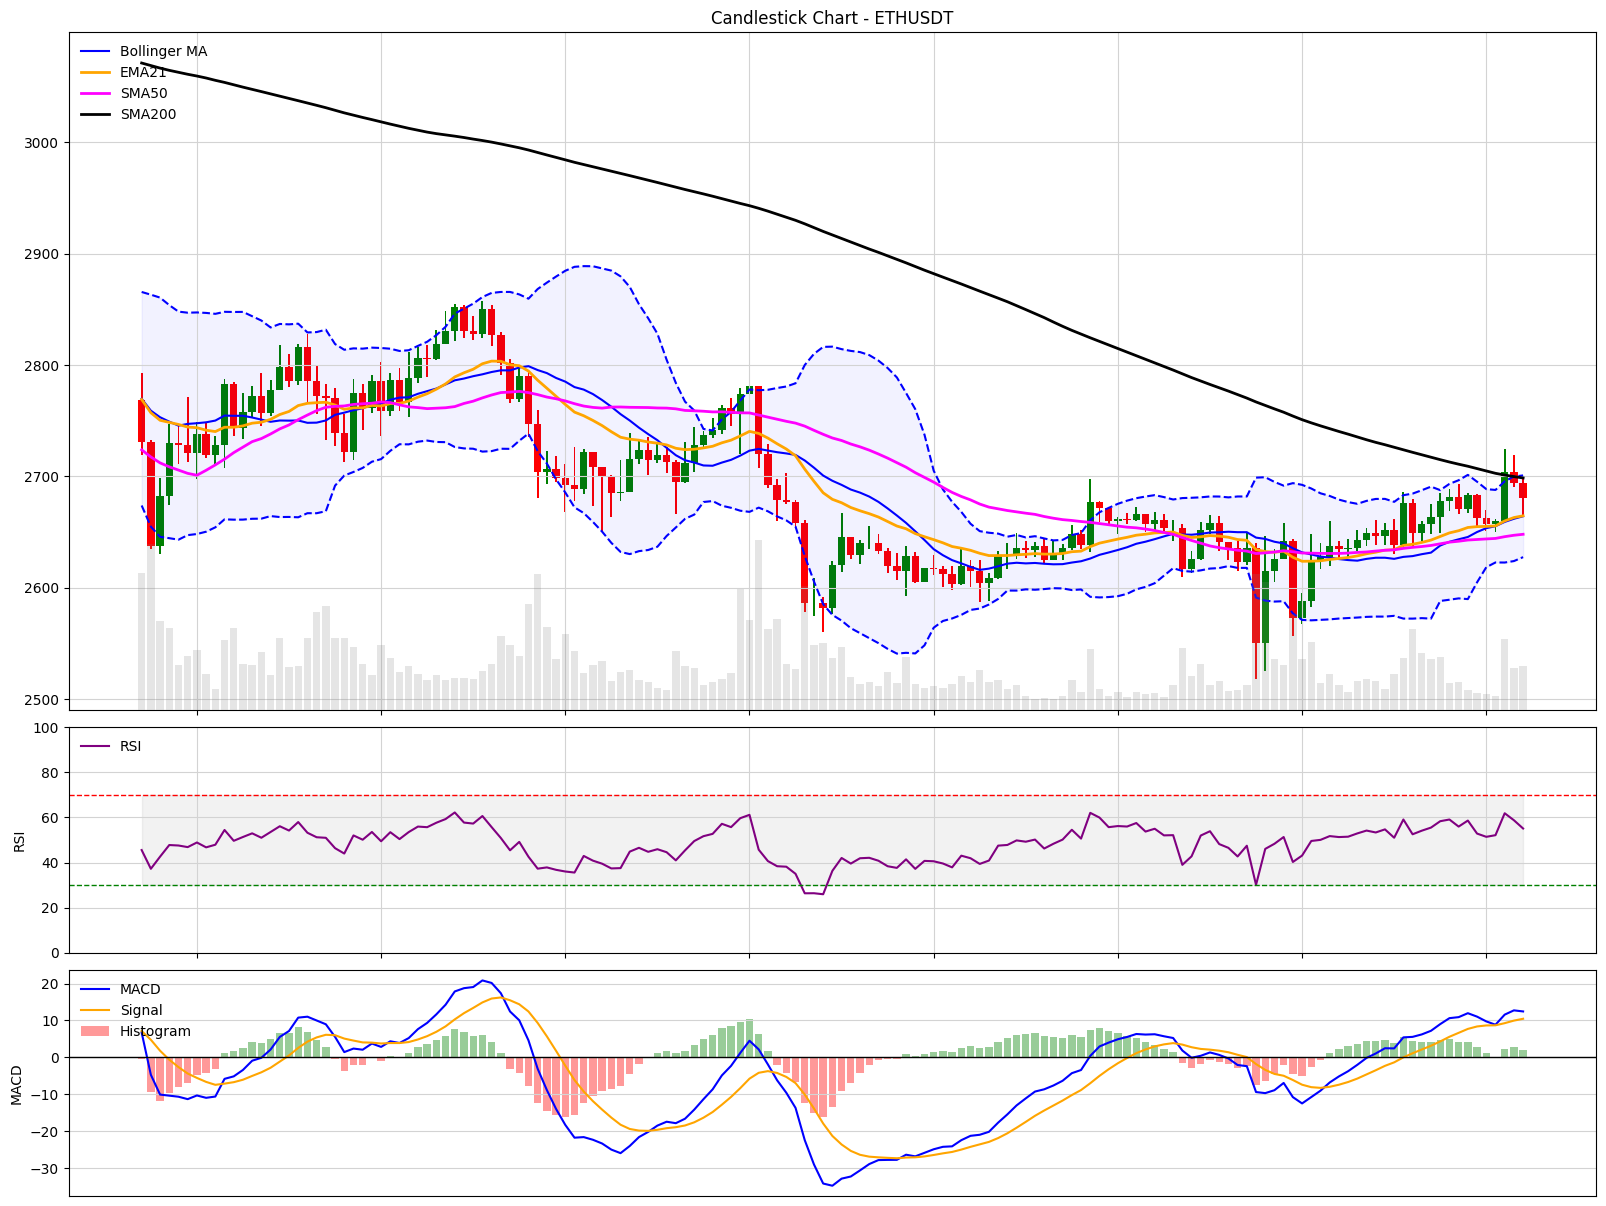 Candlestick Chart - ETHUSDT
Bollinger MA
EMA21
SMA50
SMA200
3000
2900
2800
2700
2600
2500
RSI
100
80
60
40
20
0
RSI
MACD
Signal
Histogram
20
10
0
−10
−20
−30
MACD